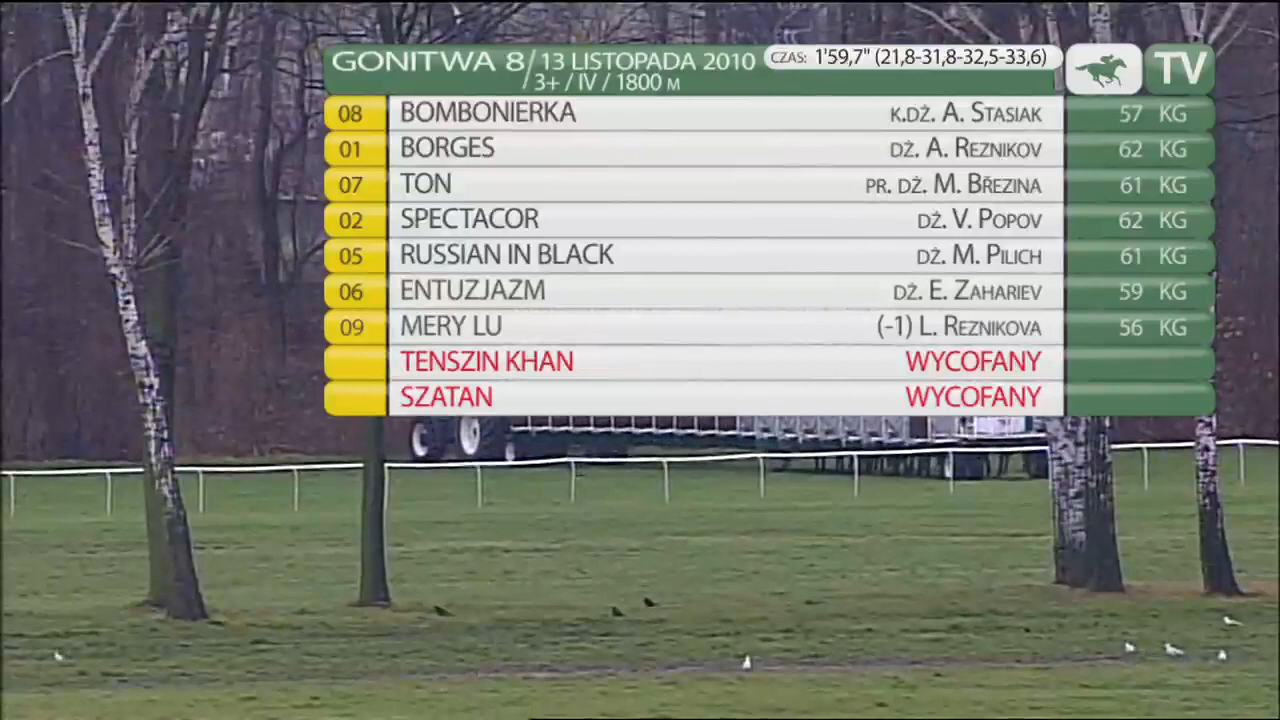 GONITWA 8 / 13 LISTOPADA 2010 CZAS: 1'59,7" (21,8-31,8-32,5-33,6) TV
3+ / IV / 1800 M
08 BOMBONIERKA K.DŻ. A. STASIAK 57 KG
01 BORGES DŻ. A. REZNIKOV 62 KG
07 TON PR. DŻ. M. BŘEZINA 61 KG
02 SPECTACOR DŻ. V. POPOV 62 KG
05 RUSSIAN IN BLACK DŻ. M. PILICH 61 KG
06 ENTUZJAZM DŻ. E. ZAHARIEV 59 KG
09 MERY LU (-1) L. REZNIKOVA 56 KG
TENSZIN KHAN WYCOFANY
SZATAN WYCOFANY